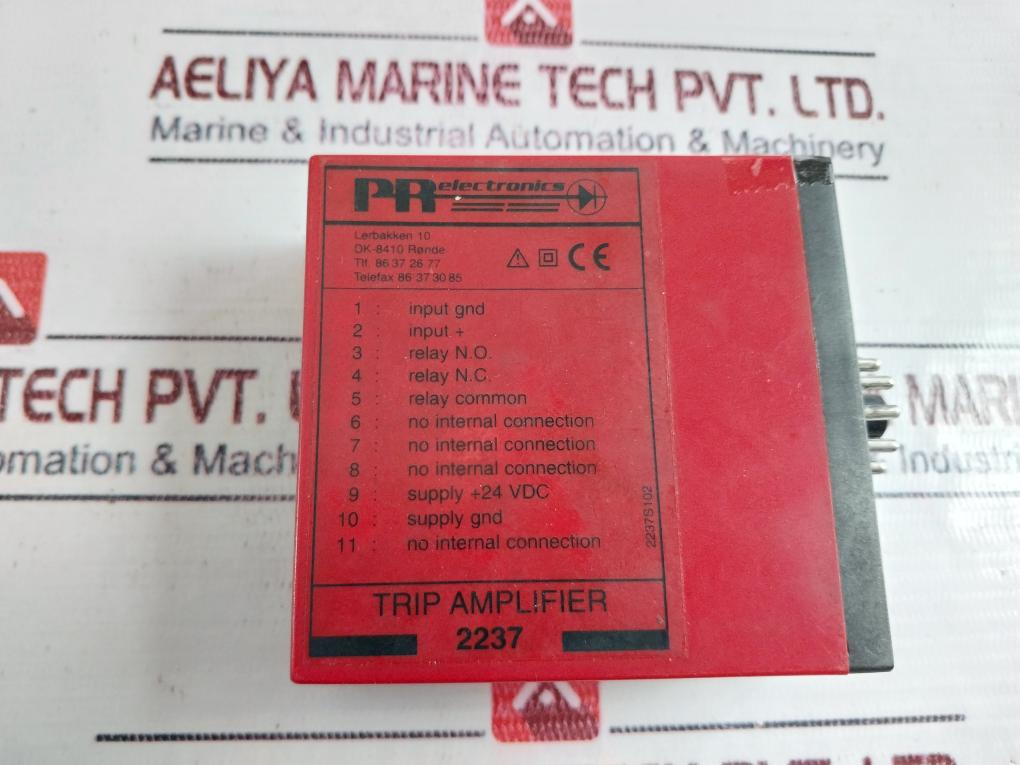 AELIYA MARINE TECH PVT. LTD.
Marine & Industrial Automation & Machinery
PR electronics
Lerbakken 10
DK-8410 Rønde
Tlf. 86 37 26 77
Telefax 86 37 30 85
CE
1 : input gnd
2 : input +
3 : relay N.O.
4 : relay N.C.
5 : relay common
6 : no internal connection
7 : no internal connection
8 : no internal connection
9 : supply +24 VDC
10 : supply gnd
11 : no internal connection
2237S102
TRIP AMPLIFIER
2237
TECH PVT.
MARI
omation & Mach
Industri